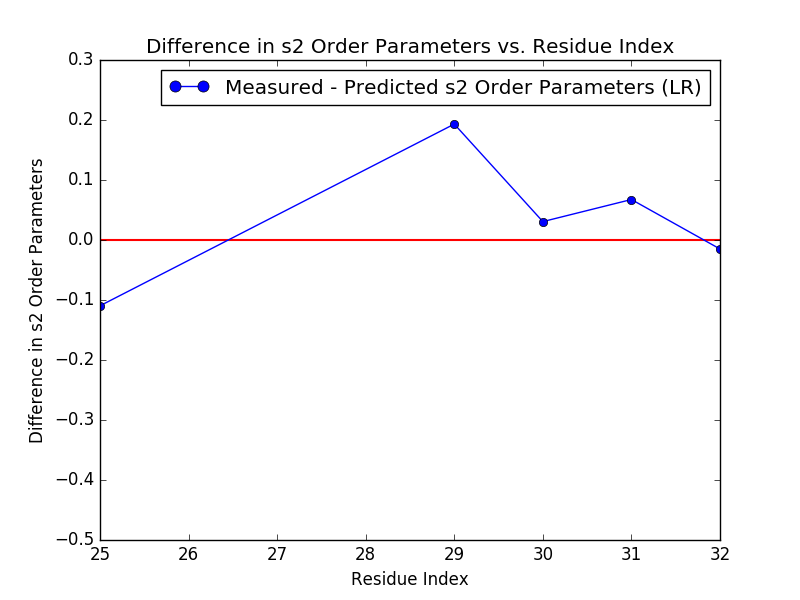 Difference in s2 Order Parameters vs. Residue Index
Measured - Predicted s2 Order Parameters (LR)
0.3
0.2
0.1
0.0
−0.1
−0.2
−0.3
−0.4
−0.5
Difference in s2 Order Parameters
25 26 27 28 29 30 31 32
Residue Index